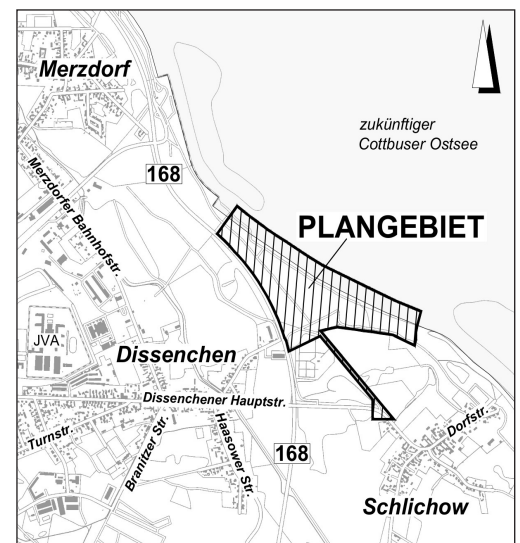 Merzdorf
zukünftiger
Cottbuser Ostsee
168
Merzdorfer Bahnhofstr.
PLANGEBIET
JVA
Dissenchen
Dissenchener Hauptstr.
Turnstr.
Branitzer Str.
Haasower Str.
168
Dorfstr.
Schlichow